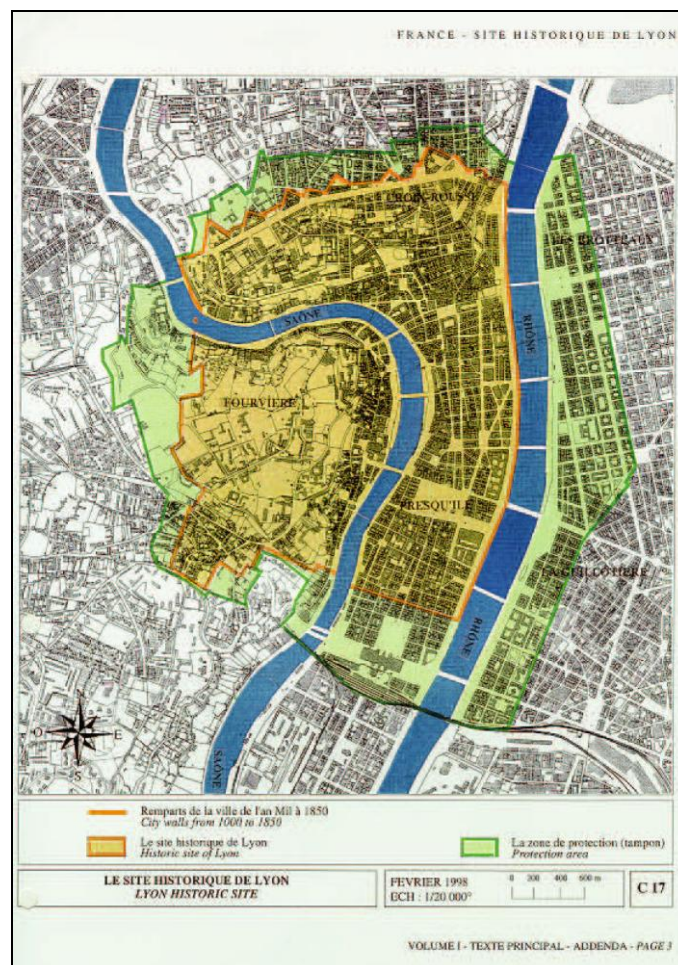 FRANCE - SITE HISTORIQUE DE LYON
CROIX-ROUSSE
LES BROTTEAUX
SAÔNE
RHÔNE
FOURVIÈRE
PRESQU'ILE
LA GUILLOTIERE
RHÔNE
O E
S
SAÔNE
Remparts de la ville de l'an Mil à 1850
City walls from 1000 to 1850
Le site historique de Lyon
Historic site of Lyon
La zone de protection (tampon)
Protection area
LE SITE HISTORIQUE DE LYON
LYON HISTORIC SITE
FEVRIER 1998
ECH : 1/20 000°
0 200 400 600 m
C 17
VOLUME I - TEXTE PRINCIPAL - ADDENDA - PAGE 3